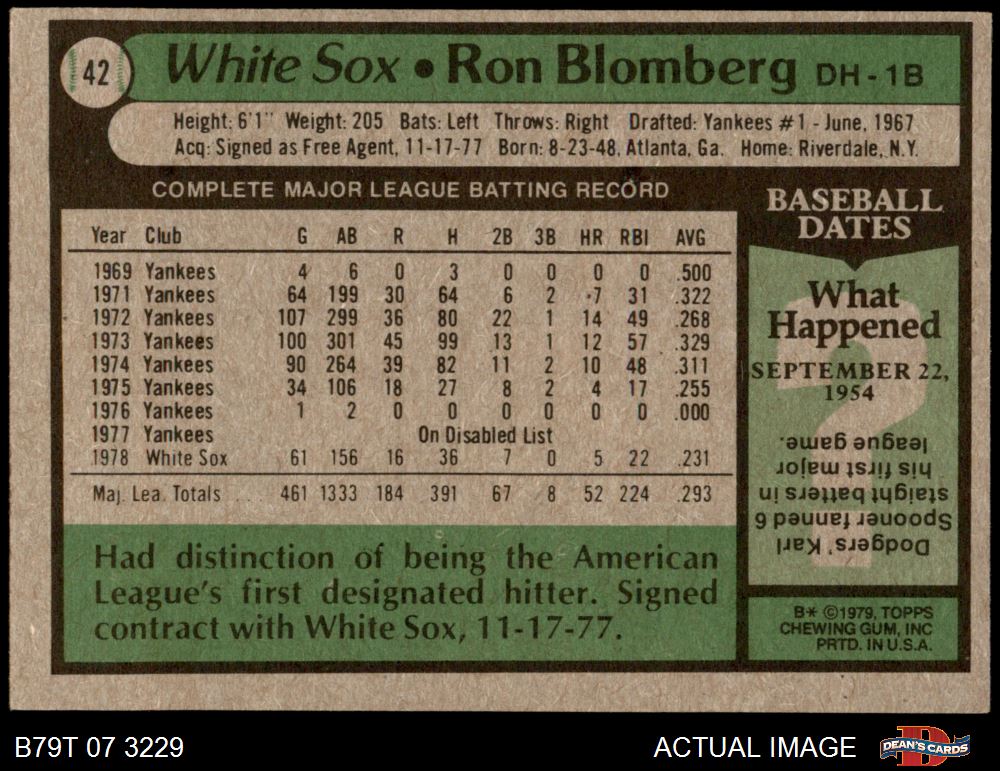 42
White Sox • Ron Blomberg DH - 1B
Height: 6'1" Weight: 205 Bats: Left Throws: Right Drafted: Yankees #1 - June, 1967
Acq: Signed as Free Agent, 11-17-77 Born: 8-23-48, Atlanta, Ga. Home: Riverdale, N.Y.
COMPLETE MAJOR LEAGUE BATTING RECORD
Year Club G AB R H 2B 3B HR RBI AVG
1969 Yankees 4 6 0 3 0 0 0 0 .500
1971 Yankees 64 199 30 64 6 2 7 31 .322
1972 Yankees 107 299 36 80 22 1 14 49 .268
1973 Yankees 100 301 45 99 13 1 12 57 .329
1974 Yankees 90 264 39 82 11 2 10 48 .311
1975 Yankees 34 106 18 27 8 2 4 17 .255
1976 Yankees 1 2 0 0 0 0 0 0 .000
1977 Yankees On Disabled List
1978 White Sox 61 156 16 36 7 0 5 22 .231
Maj. Lea. Totals . . . 461 1333 184 391 67 8 52 224 .293
Had distinction of being the American
League's first designated hitter. Signed
contract with White Sox, 11-17-77.
BASEBALL
DATES
What
Happened
SEPTEMBER 22,
1954
?
Dodgers' Karl
Spooner fanned 6
staight batters in
his first major
league game.
B* ©1979, TOPPS
CHEWING GUM, INC
PRTD. IN U.S.A.
B79T 07 3229
ACTUAL IMAGE
D
DEAN'S CARDS